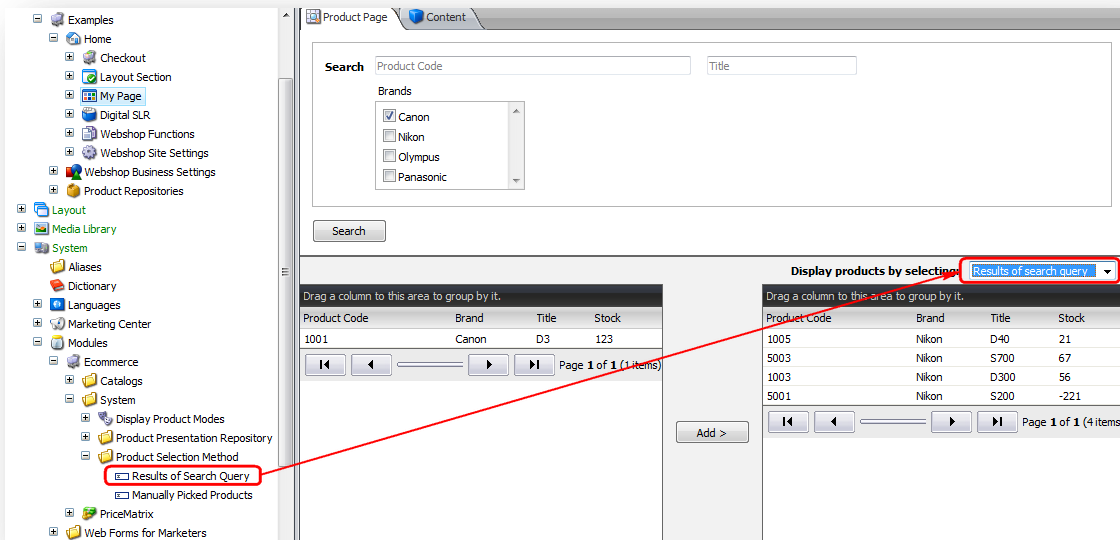 Examples
Home
Checkout
Layout Section
My Page
Digital SLR
Webshop Functions
Webshop Site Settings
Webshop Business Settings
Product Repositories
Layout
Media Library
System
Aliases
Dictionary
Languages
Marketing Center
Modules
Ecommerce
Catalogs
System
Display Product Modes
Product Presentation Repository
Product Selection Method
Results of Search Query
Manually Picked Products
PriceMatrix
Web Forms for Marketers
Product Page Content
Search Product Code Title
Brands
Canon
Nikon
Olympus
Panasonic
Search
Display products by selecting: Results of search query
Drag a column to this area to group by it.
Product Code Brand Title Stock
1001 Canon D3 123
Page 1 of 1 (1 items)
Add >
Drag a column to this area to group by it.
Product Code Brand Title Stock
1005 Nikon D40 21
5003 Nikon S700 67
1003 Nikon D300 56
5001 Nikon S200 -221
Page 1 of 1 (4 items